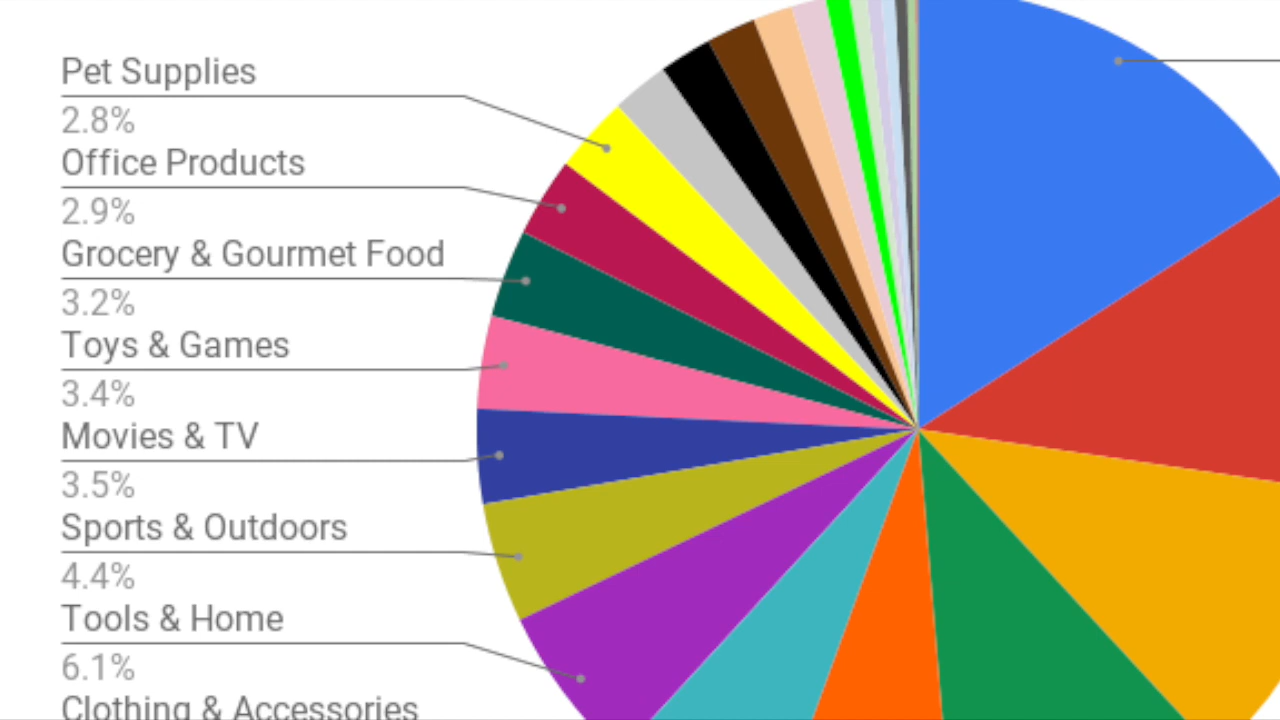 Pet Supplies
2.8%
Office Products
2.9%
Grocery & Gourmet Food
3.2%
Toys & Games
3.4%
Movies & TV
3.5%
Sports & Outdoors
4.4%
Tools & Home
6.1%
Clothing & Accessories